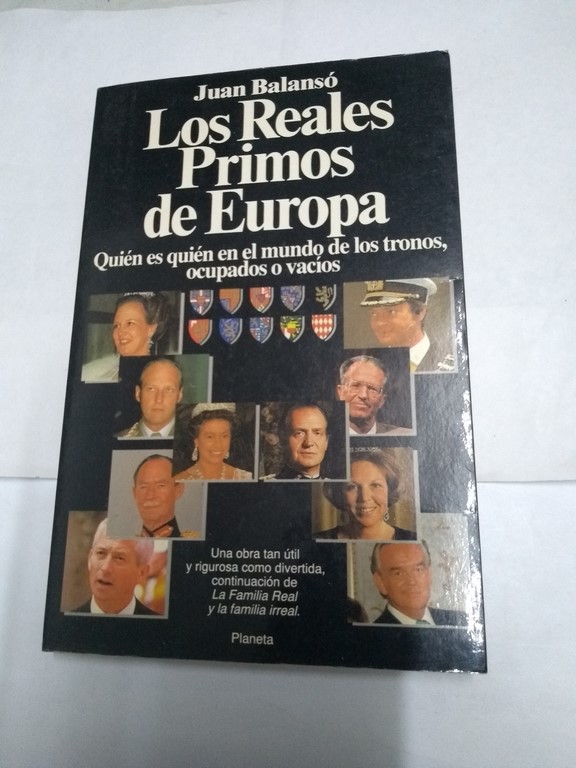 Juan Balansó
Los Reales
Primos
de Europa
Quién es quién en el mundo de los tronos,
ocupados o vacíos
Una obra tan útil
y rigurosa como divertida,
continuación de
La Familia Real
y la familia irreal.
Planeta